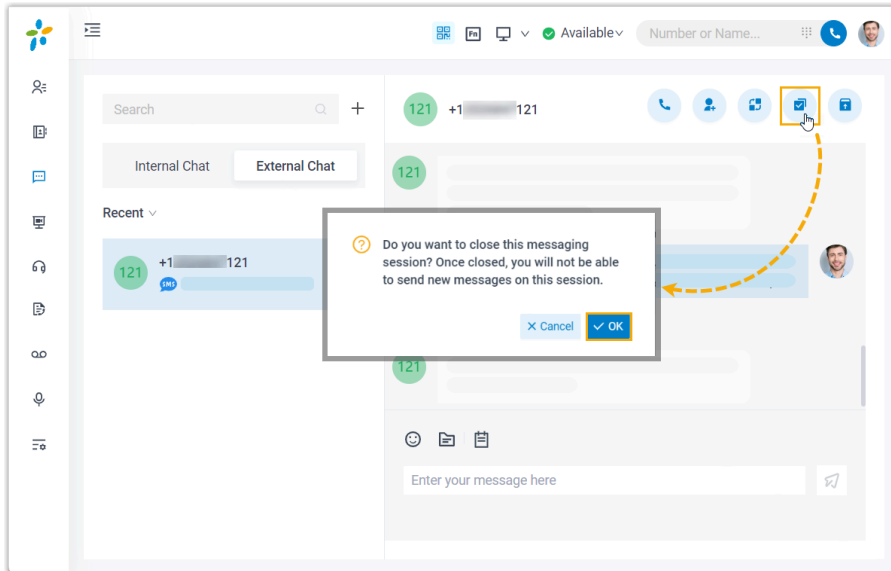 Fn
Available
Number or Name...
Search
Internal Chat
External Chat
Recent
121
+1 121
SMS
121
+1 121
121
Do you want to close this messaging
session? Once closed, you will not be able
to send new messages on this session.
Cancel
OK
121
Enter your message here